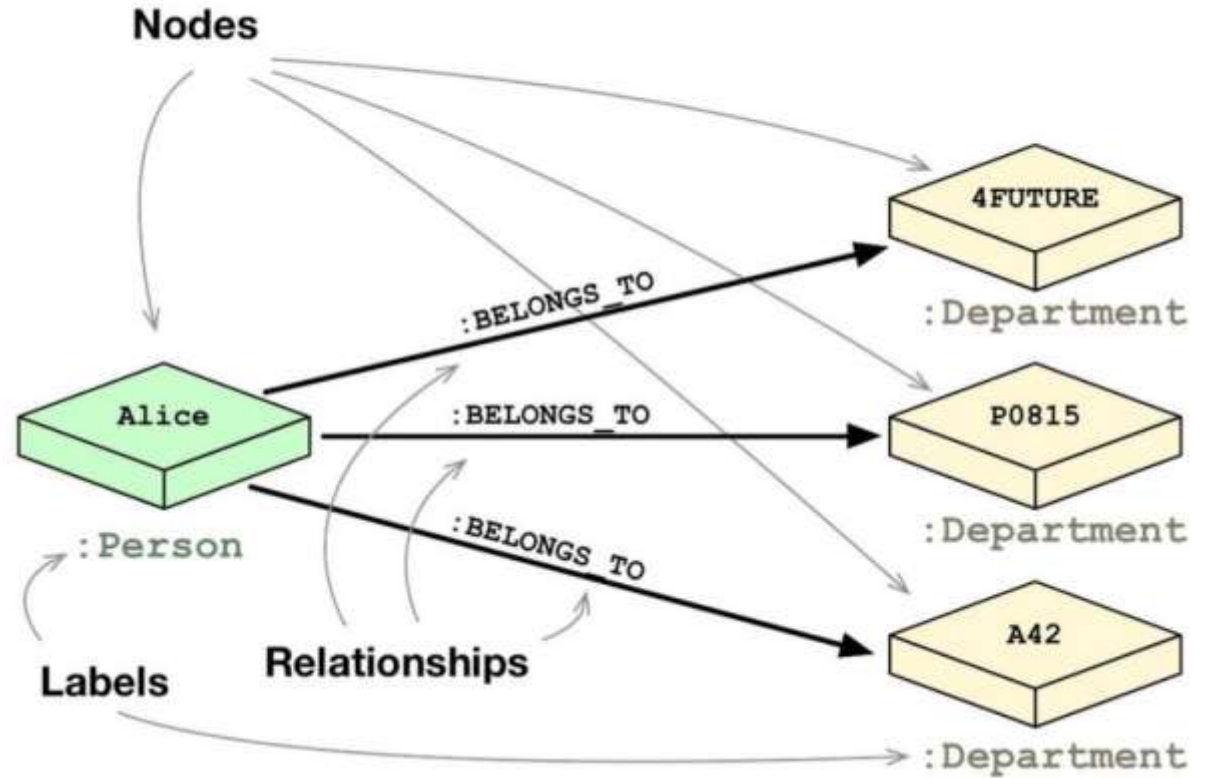 Nodes
4FUTURE
:BELONGS_TO
:Department
Alice
:BELONGS_TO
P0815
:Person
:BELONGS_TO
:Department
A42
Labels
Relationships
:Department